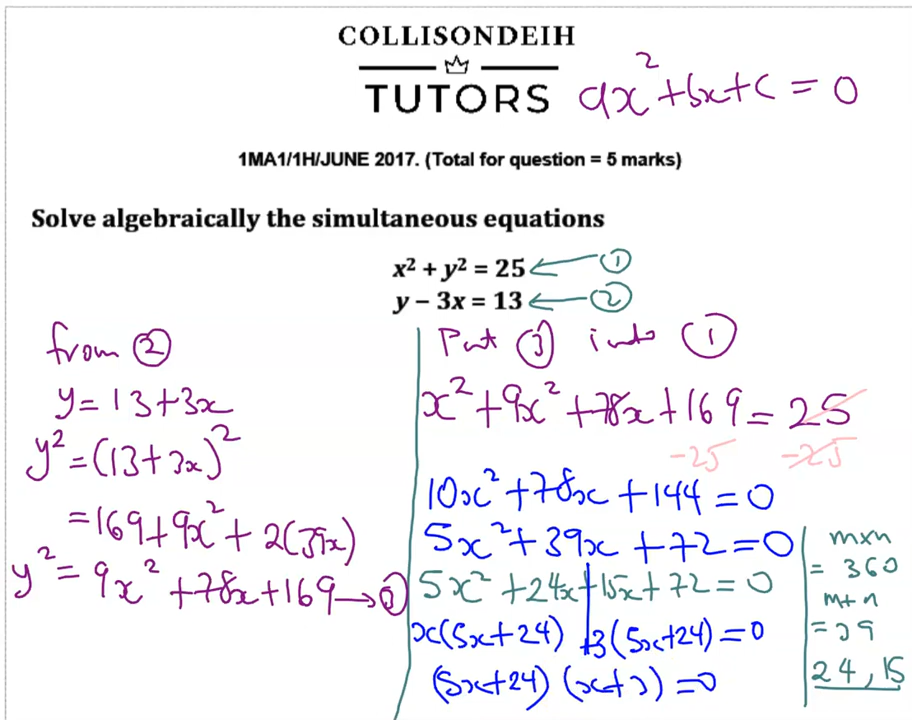 COLLISONDEIH
TUTORS
ax² + bx + c = 0
1MA1/1H/JUNE 2017. (Total for question = 5 marks)
Solve algebraically the simultaneous equations
x² + y² = 25 ← ①
y − 3x = 13 ← ②
from ②
y = 13 + 3x
y² = (13 + 3x)²
= 169 + 9x² + 2(39x)
y² = 9x² + 78x + 169 → ③
Put ③ into ①
x² + 9x² + 78x + 169 = 25
-25 -25
10x² + 78x + 144 = 0
5x² + 39x + 72 = 0
5x² + 24x + 15x + 72 = 0
x(5x + 24) + 3(5x + 24) = 0
(5x + 24) (x + 3) = 0
m×n
= 360
m+n
= 39
24, 15